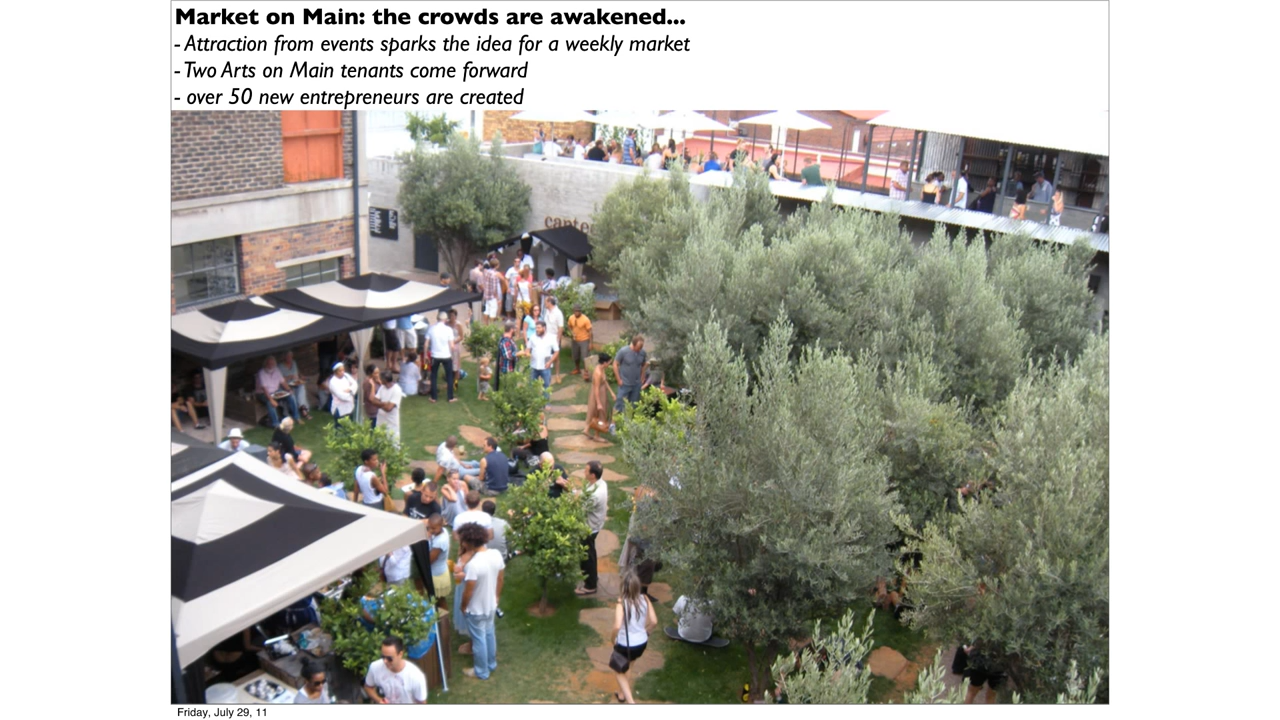 Market on Main: the crowds are awakened...
- Attraction from events sparks the idea for a weekly market
- Two Arts on Main tenants come forward
- over 50 new entrepreneurs are created
Friday, July 29, 11